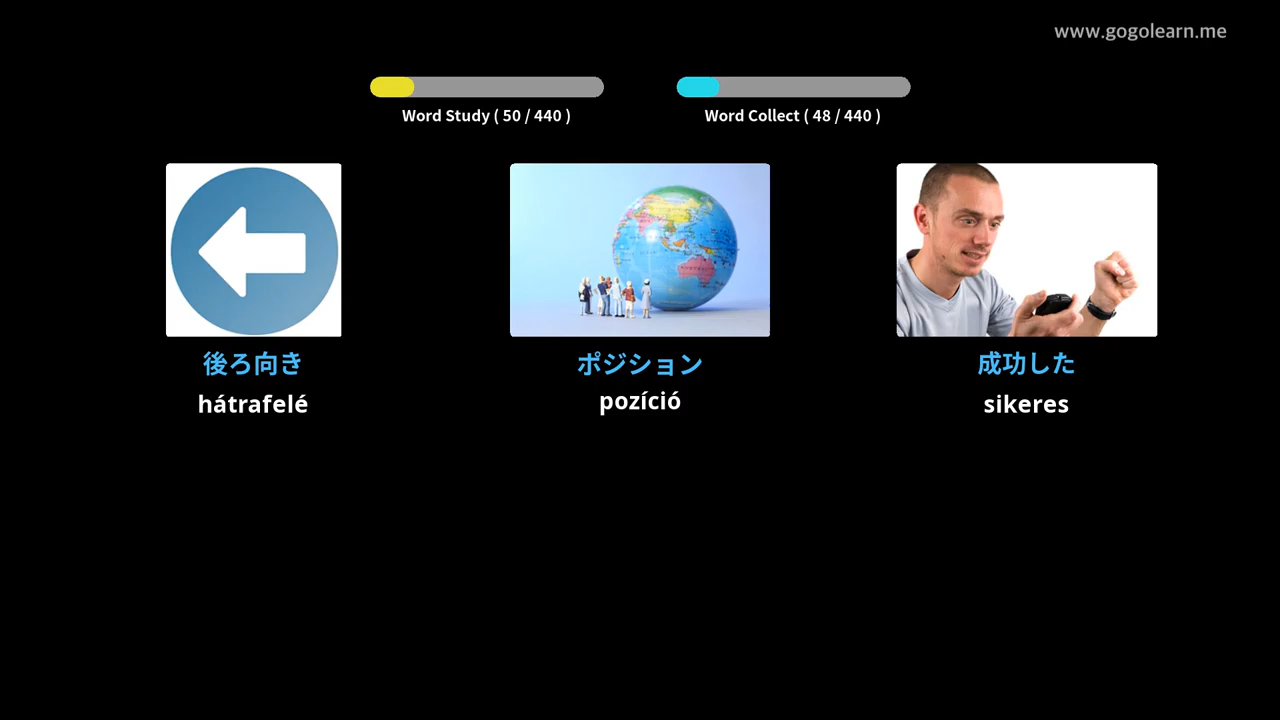 www.gogolearn.me
Word Study ( 50 / 440 )
Word Collect ( 48 / 440 )
後ろ向き
ポジション
成功した
hátrafelé
pozíció
sikeres